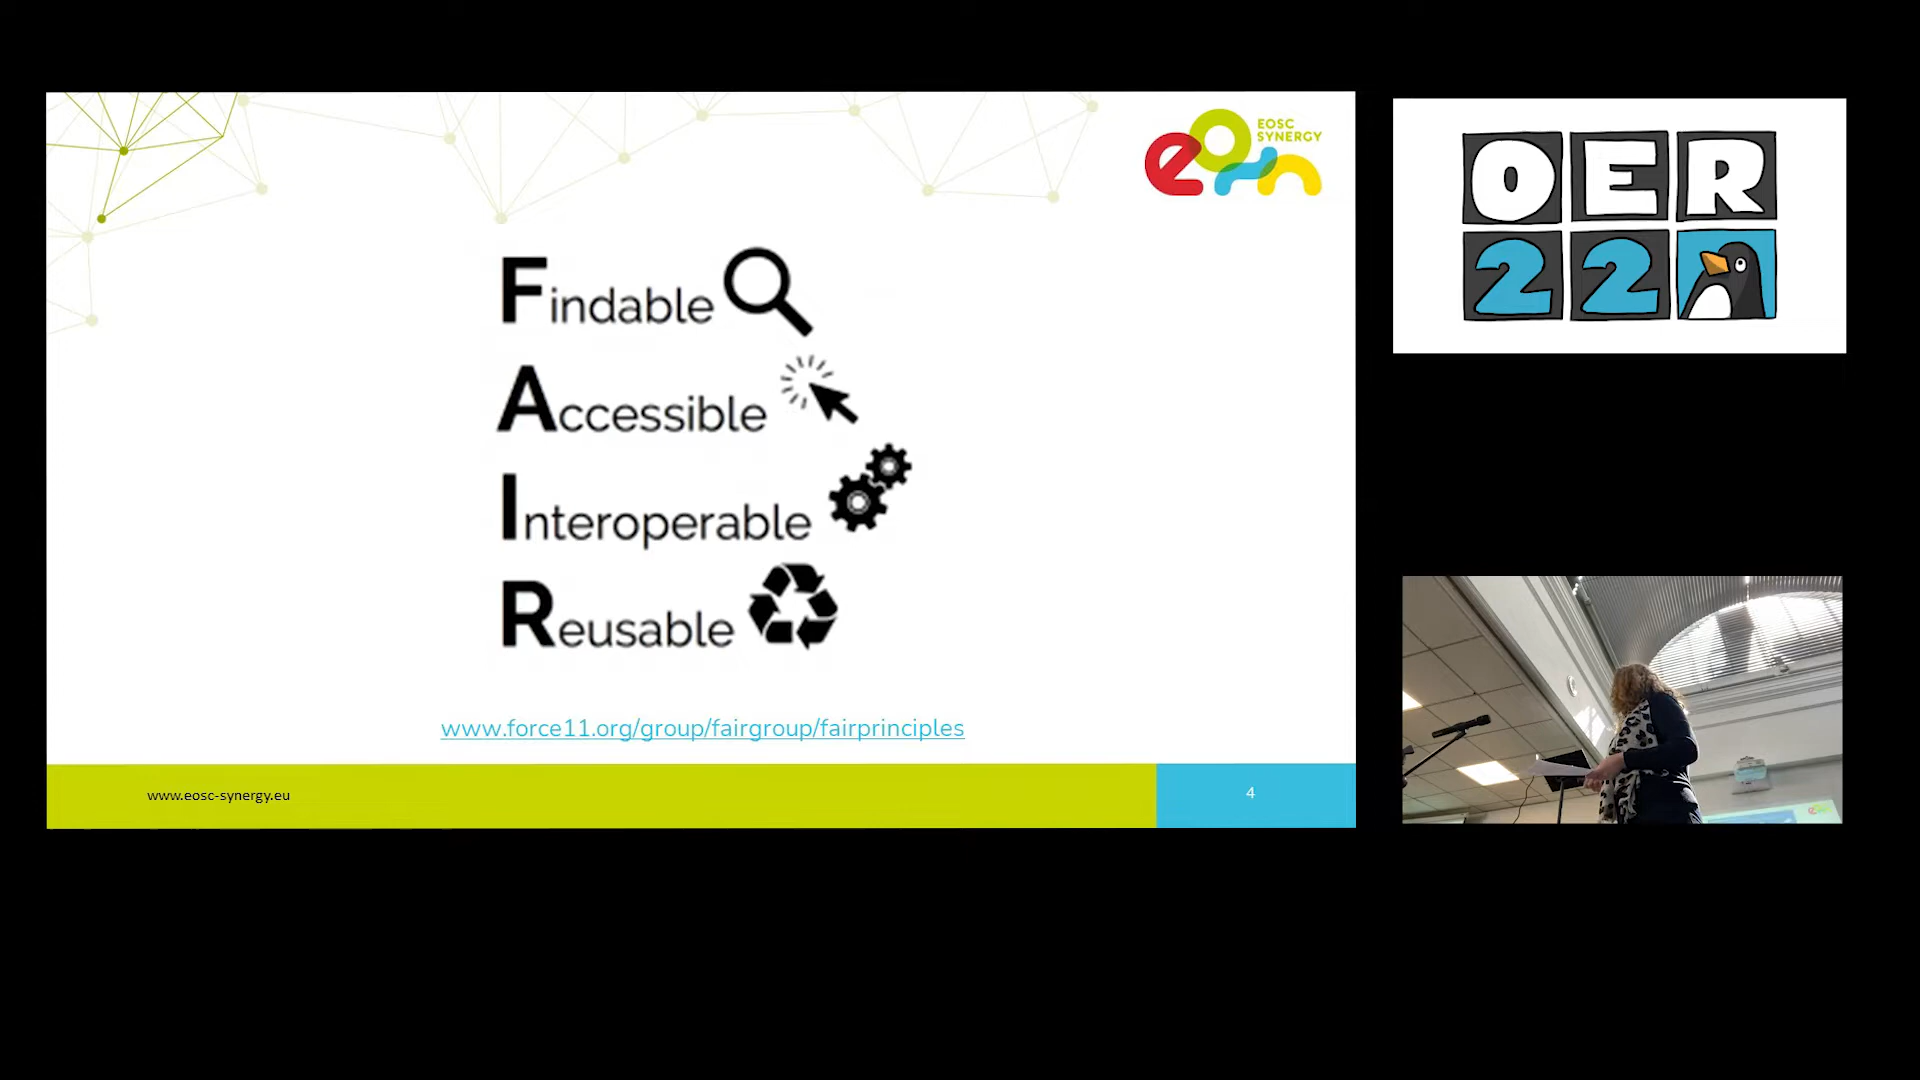 EOSC
SYNERGY
Findable
Accessible
Interoperable
Reusable
www.force11.org/group/fairgroup/fairprinciples
www.eosc-synergy.eu
4
OER
22